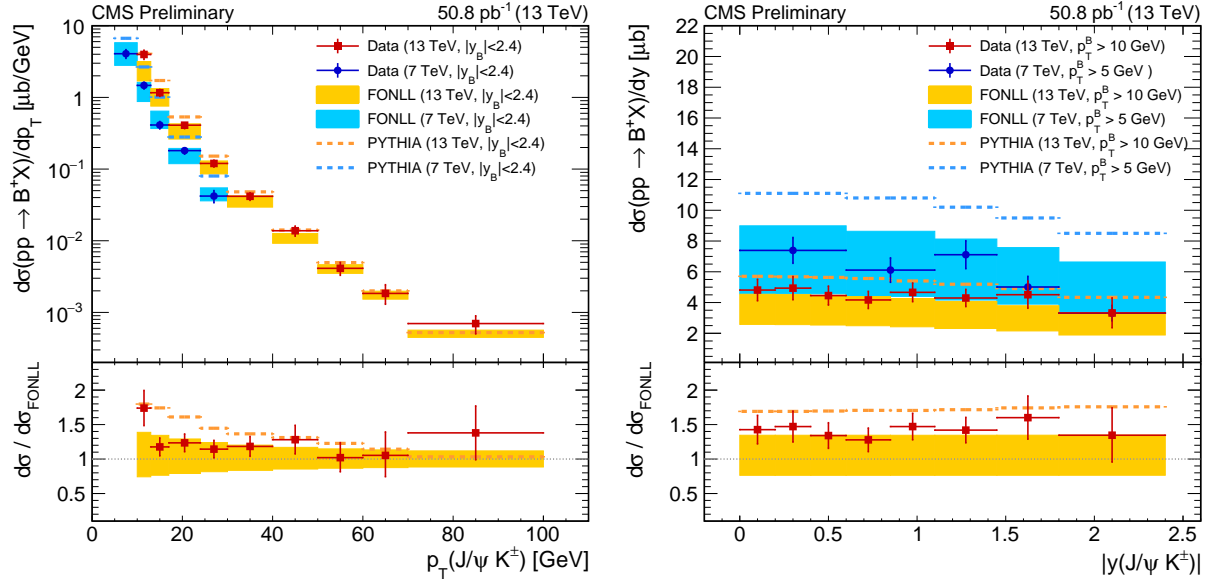 CMS Preliminary 50.8 pb⁻¹ (13 TeV)
dσ(pp → B⁺X)/dp_T [μb/GeV]
10
1
10⁻¹
10⁻²
10⁻³
Data (13 TeV, |y_B|<2.4)
Data (7 TeV, |y_B|<2.4)
FONLL (13 TeV, |y_B|<2.4)
FONLL (7 TeV, |y_B|<2.4)
PYTHIA (13 TeV, |y_B|<2.4)
PYTHIA (7 TeV, |y_B|<2.4)
dσ / dσ_FONLL
2
1.5
1
0.5
0 20 40 60 80 100
p_T(J/ψ K^±) [GeV]
CMS Preliminary 50.8 pb⁻¹ (13 TeV)
dσ(pp → B⁺X)/dy [μb]
22
20
18
16
14
12
10
8
6
4
2
Data (13 TeV, p_T^B > 10 GeV)
Data (7 TeV, p_T^B > 5 GeV )
FONLL (13 TeV, p_T^B > 10 GeV)
FONLL (7 TeV, p_T^B > 5 GeV)
PYTHIA (13 TeV, p_T^B > 10 GeV)
PYTHIA (7 TeV, p_T^B > 5 GeV)
dσ / dσ_FONLL
2
1.5
1
0.5
0 0.5 1 1.5 2 2.5
|y(J/ψ K^±)|